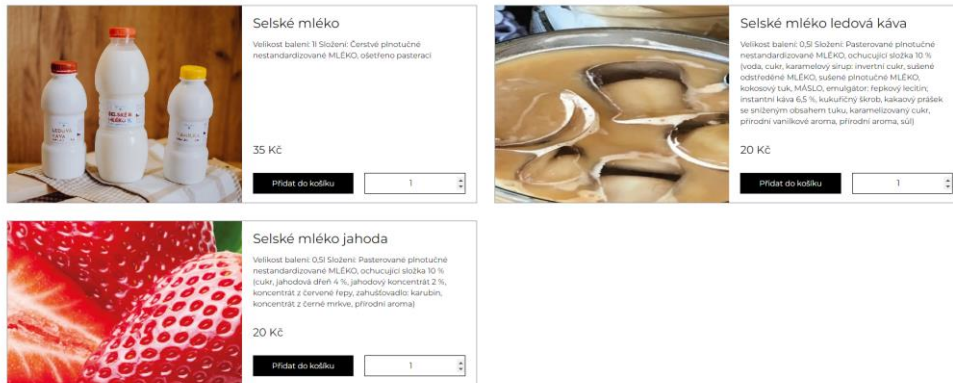 Selské mléko
Velikost balení: 1l Složení: Čerstvé plnotučné
nestandardizované MLÉKO, ošetřeno pasterací
35 Kč
Přidat do košíku
1
Selské mléko ledová káva
Velikost balení: 0,5l Složení: Pasterované plnotučné
nestandardizované MLÉKO, ochucující složka 10 %
(voda, cukr, karamelový sirup: invertní cukr, sušené
odstředěné MLÉKO, sušené plnotučné MLÉKO,
kokosový tuk, MÁSLO, emulgátor: řepkový lecitin;
instantní káva 6,5 %, kukuřičný škrob, kakaový prášek
se sníženým obsahem tuku, karamelizovaný cukr,
přírodní vanilkové aroma, přírodní aroma, sůl)
20 Kč
Přidat do košíku
1
Selské mléko jahoda
Velikost balení: 0,5l Složení: Pasterované plnotučné
nestandardizované MLÉKO, ochucující složka 10 %
(cukr, jahodová dřeň 4 %, jahodový koncentrát 2 %,
koncentrát z červené řepy, zahušťovadlo: karubin,
koncentrát z černé mrkve, přírodní aroma)
20 Kč
Přidat do košíku
1